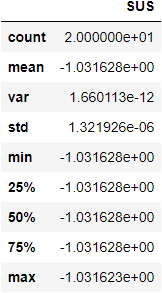 SUS
count 2.000000e+01
mean -1.031628e+00
var 1.660113e-12
std 1.321926e-06
min -1.031628e+00
25% -1.031628e+00
50% -1.031628e+00
75% -1.031628e+00
max -1.031623e+00